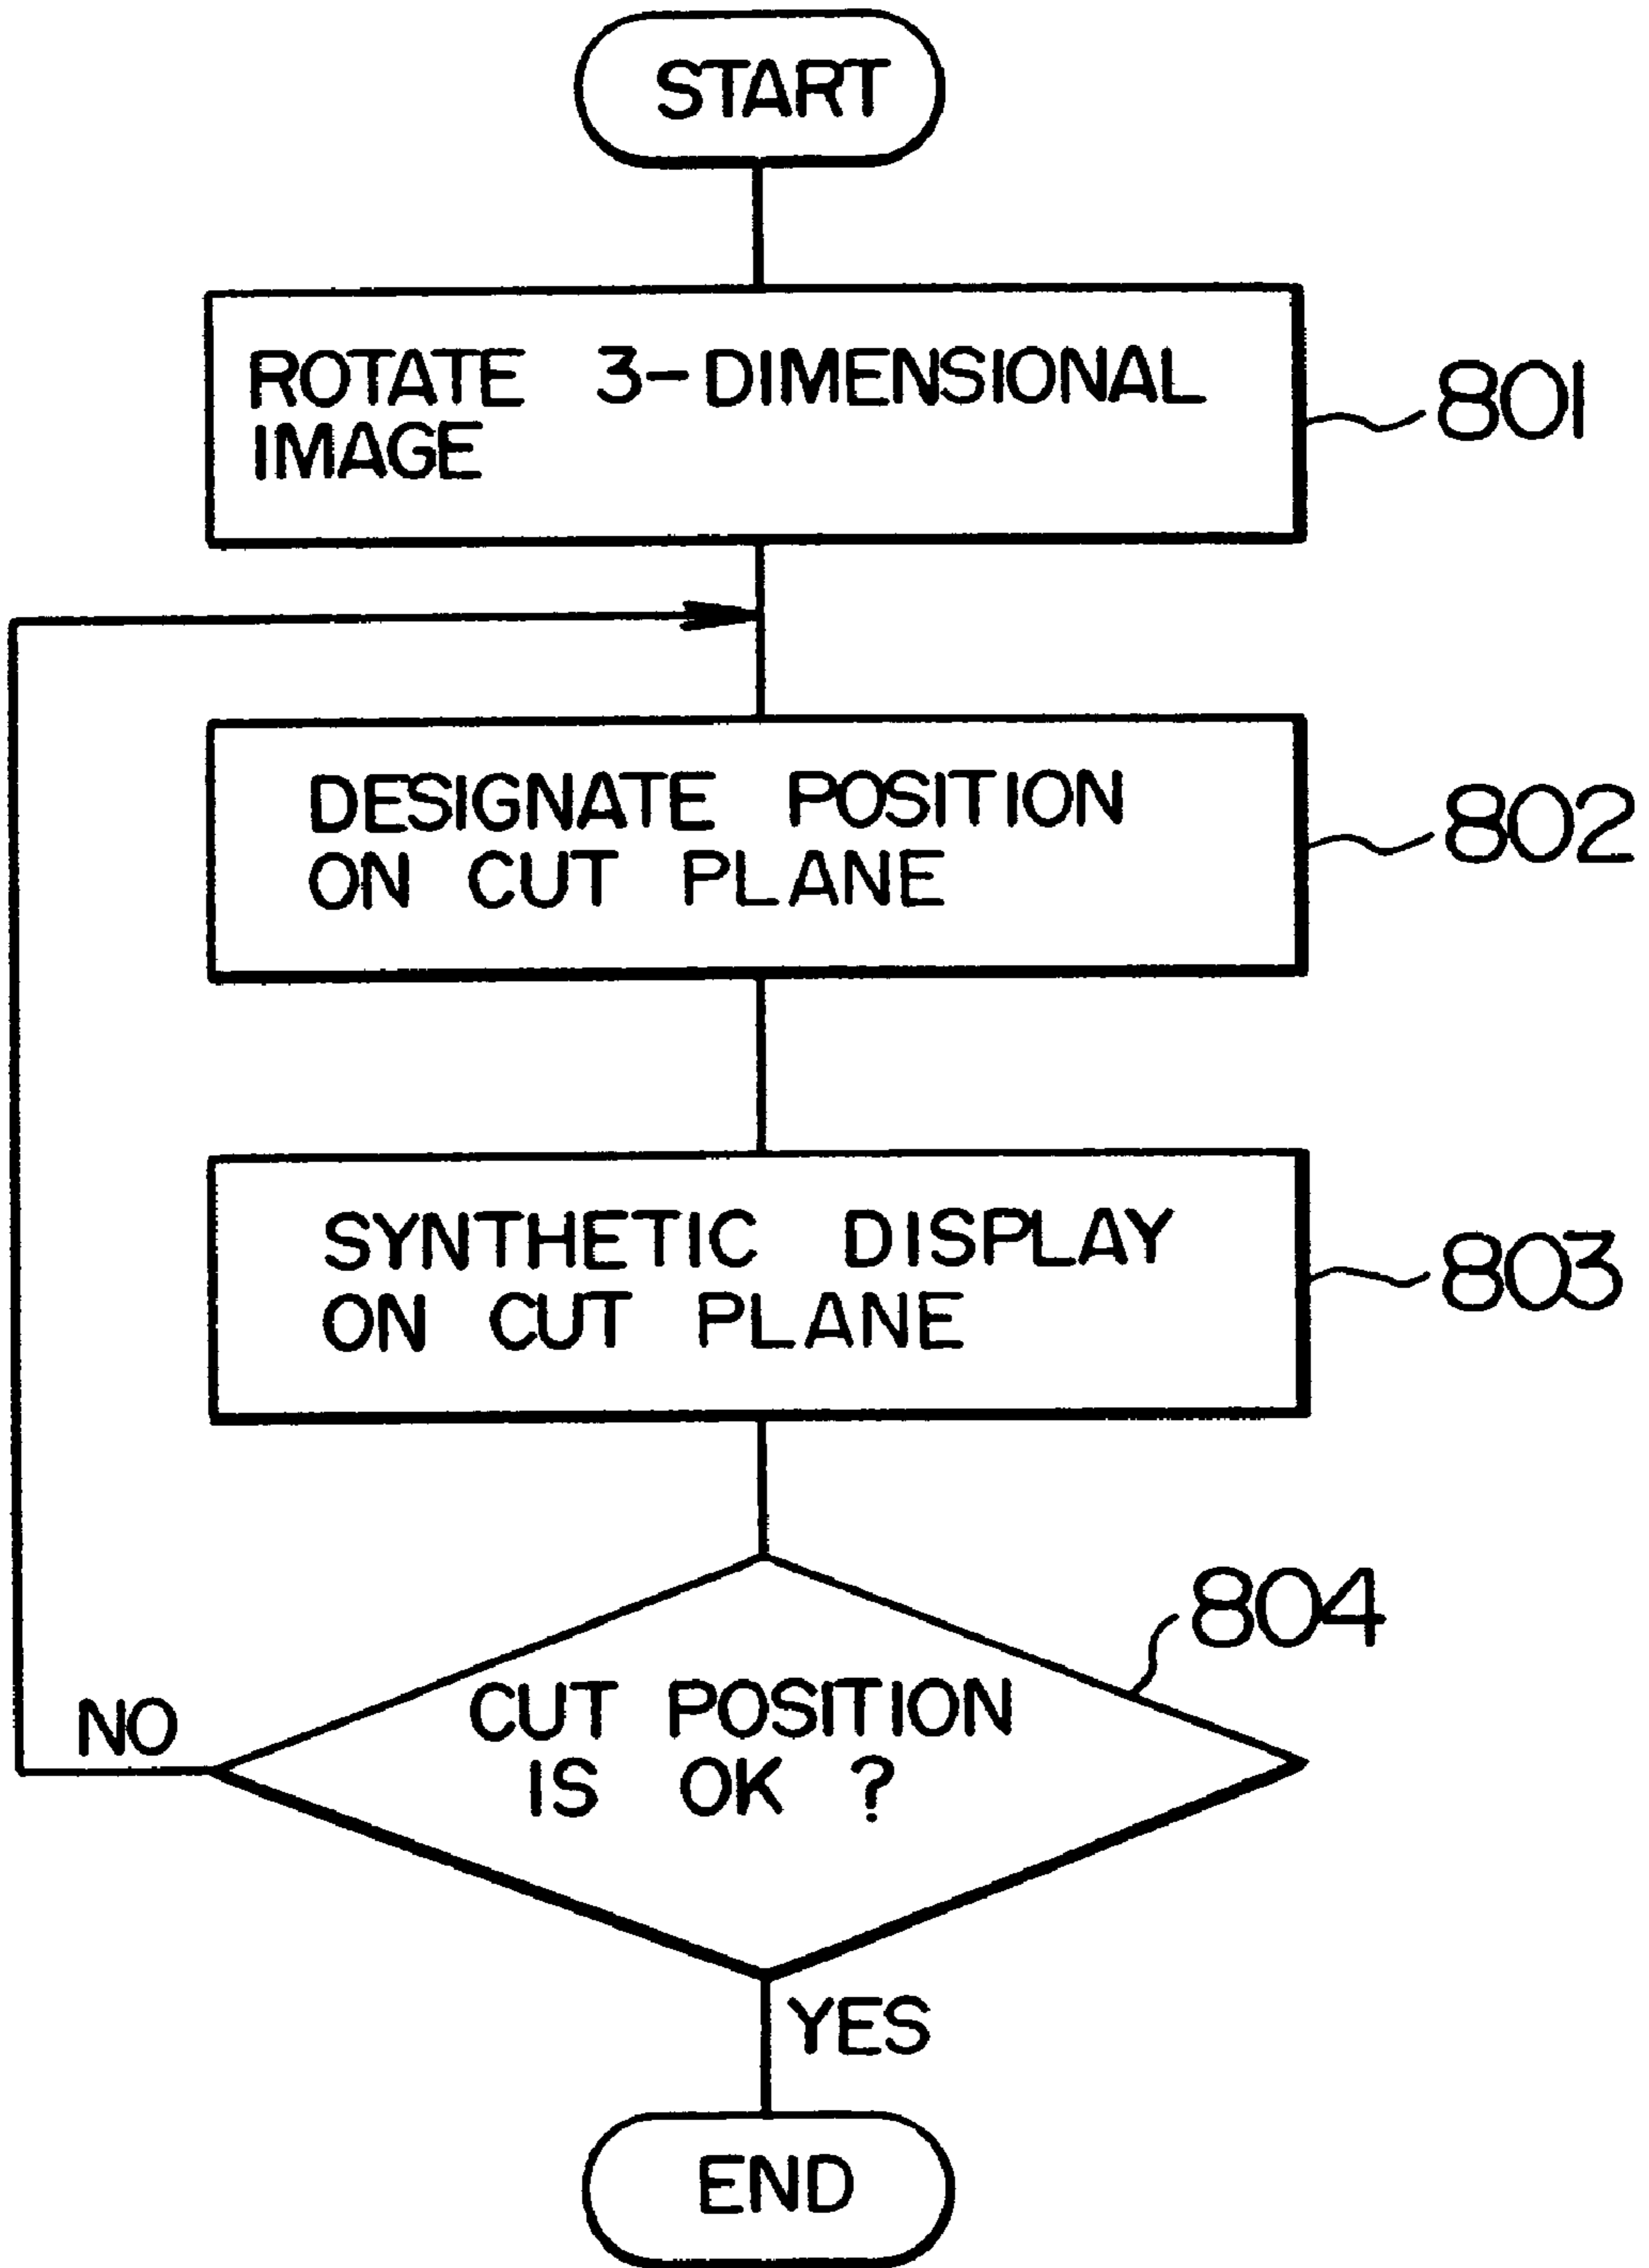 START
ROTATE 3-DIMENSIONAL
IMAGE
801
DESIGNATE POSITION
ON CUT PLANE
802
SYNTHETIC DISPLAY
ON CUT PLANE
803
804
CUT POSITION
IS OK ?
NO
YES
END